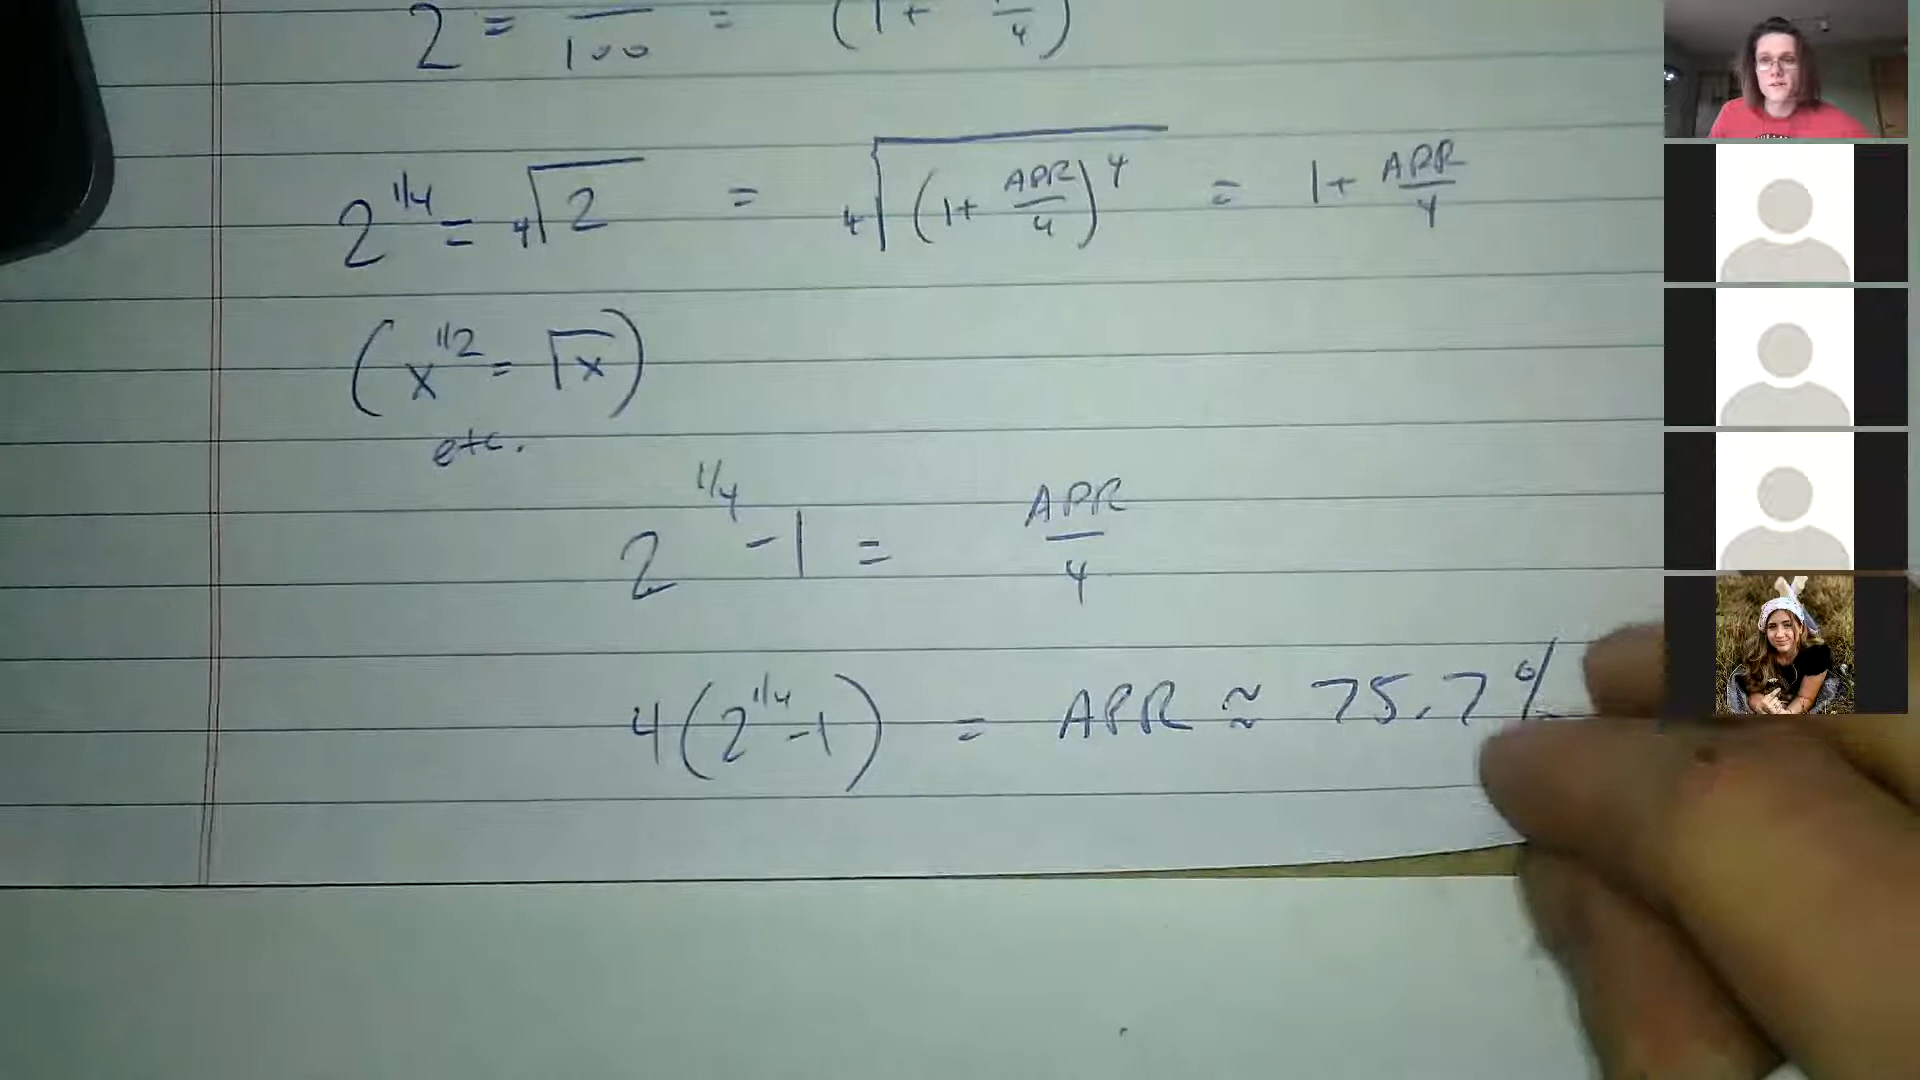 2 = /100 = (1+ /4)
2^1/4 = 4√2 = 4√(1+ APR/4)^4 = 1+ APR/4
(x^1/2 = √x)
etc.
2^1/4 -1 = APR/4
4(2^1/4 -1) = APR ≈ 75.7%